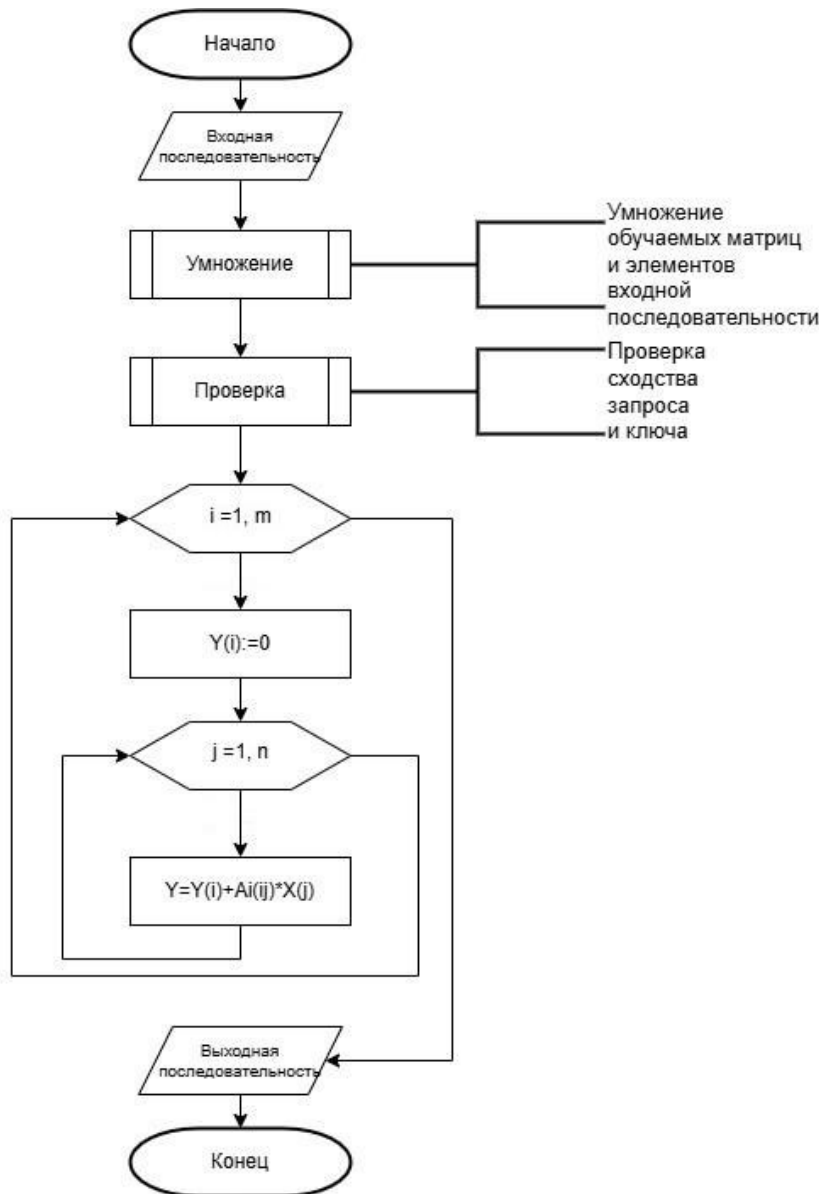 Начало
Входная
последовательность
Умножение
Умножение
обучаемых матриц
и элементов
входной
последовательности
Проверка
Проверка
сходства
запроса
и ключа
i =1, m
Y(i):=0
j =1, n
Y=Y(i)+Ai(ij)*X(j)
Выходная
последовательность
Конец